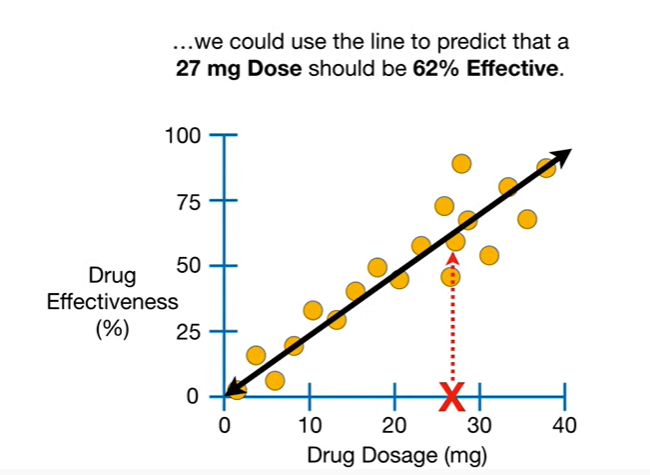 ...we could use the line to predict that a
27 mg Dose should be 62% Effective.
100
75
50
Drug
Effectiveness
(%)
25
0
X
0 10 20 30 40
Drug Dosage (mg)